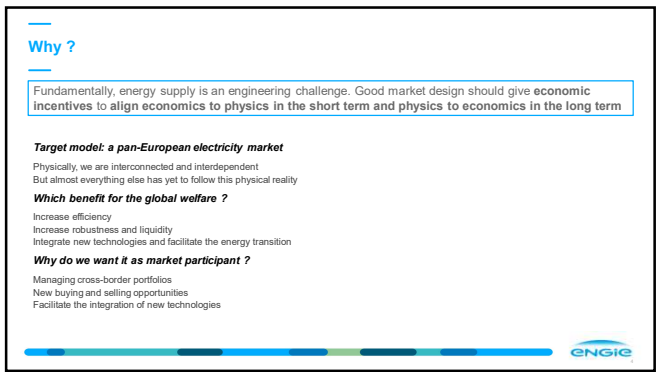 Why ?
Fundamentally, energy supply is an engineering challenge. Good market design should give economic
incentives to align economics to physics in the short term and physics to economics in the long term
Target model: a pan-European electricity market
Physically, we are interconnected and interdependent
But almost everything else has yet to follow this physical reality
Which benefit for the global welfare ?
Increase efficiency
Increase robustness and liquidity
Integrate new technologies and facilitate the energy transition
Why do we want it as market participant ?
Managing cross-border portfolios
New buying and selling opportunities
Facilitate the integration of new technologies
ENGIE